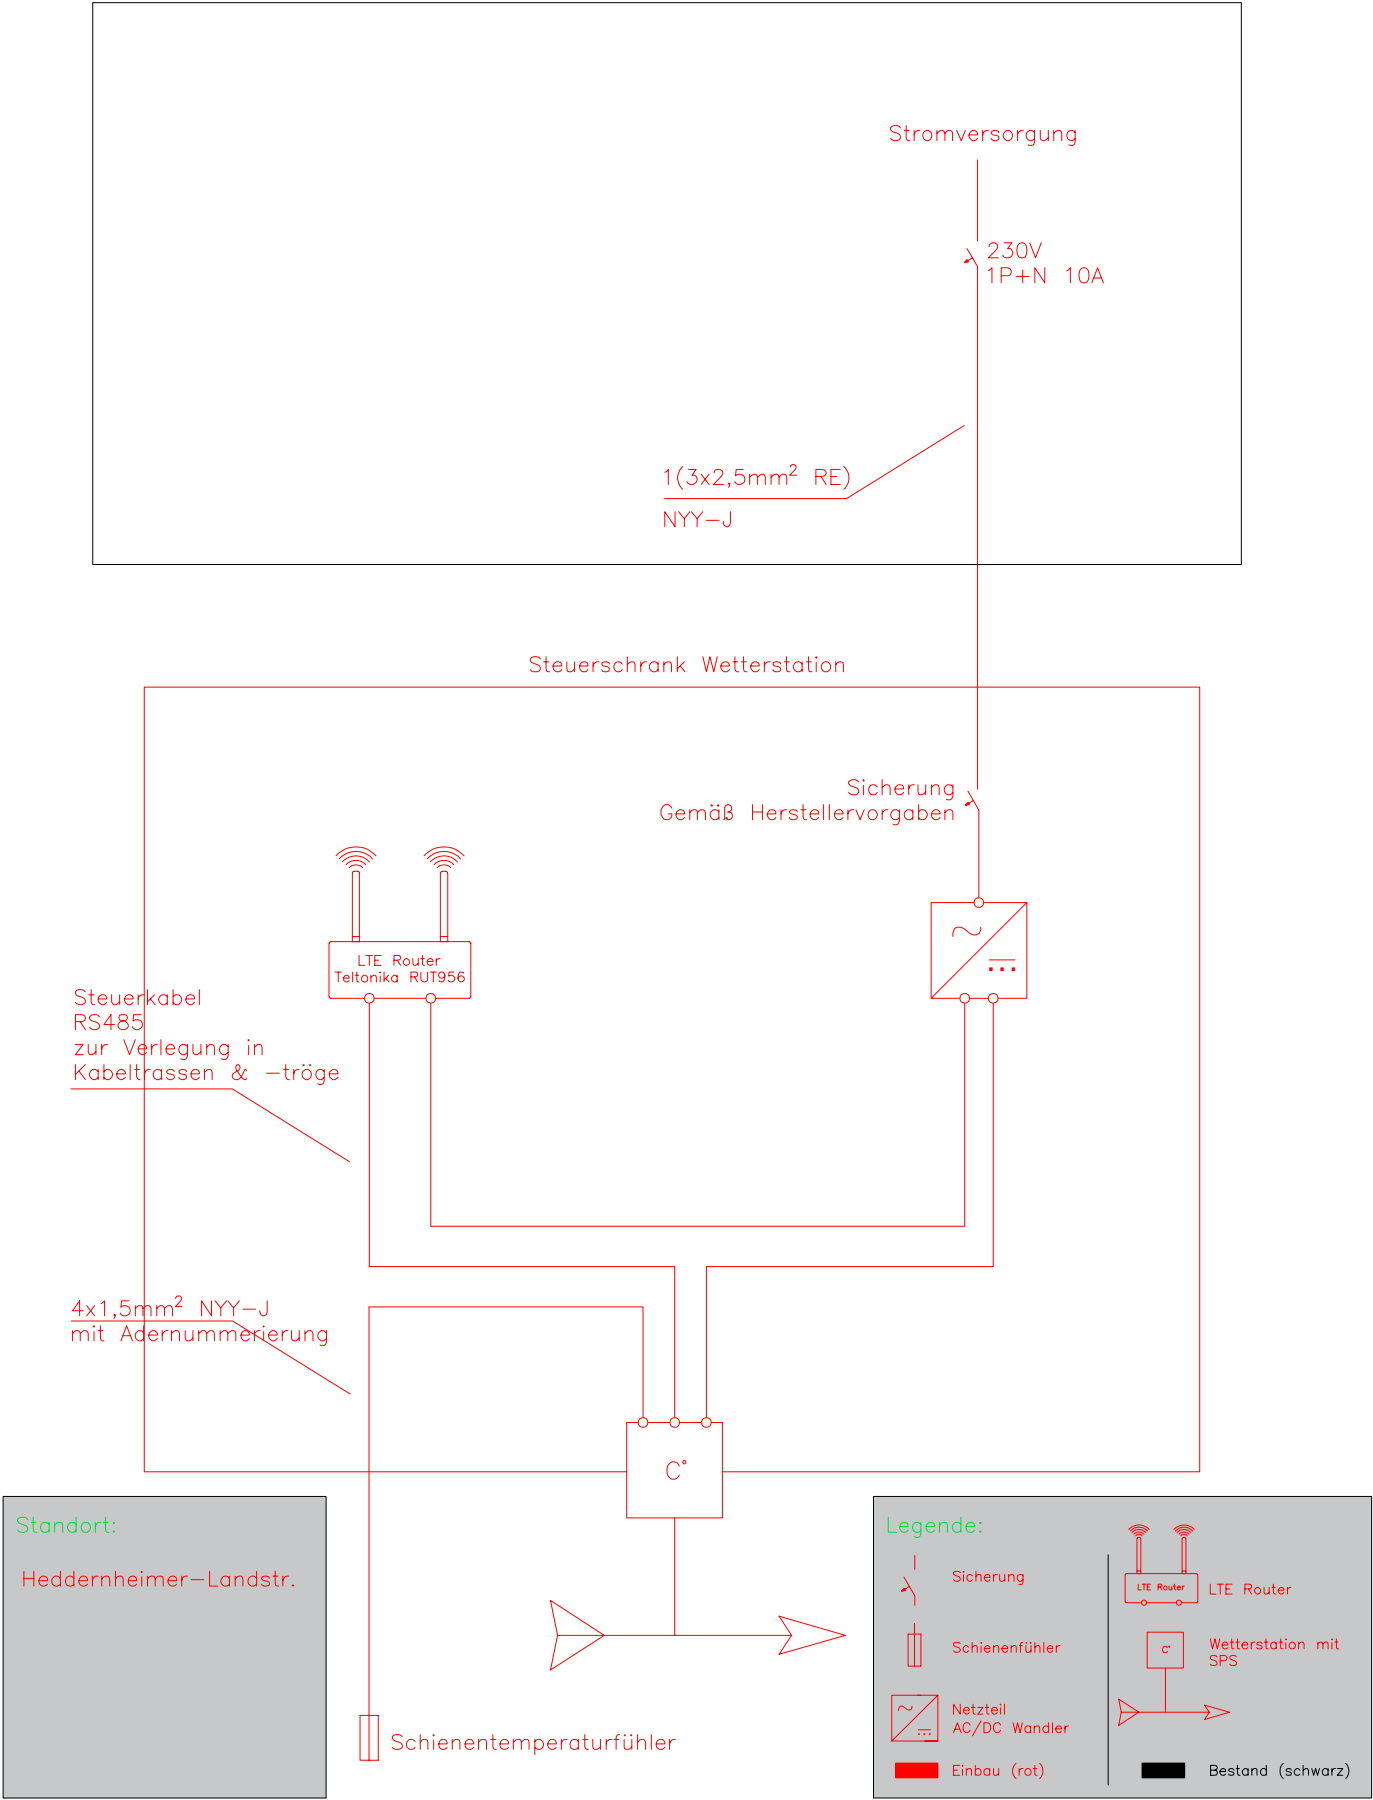 Stromversorgung
230V
1P+N 10A
1(3x2,5mm² RE)
NYY-J
Steuerschrank Wetterstation
Sicherung
Gemäß Herstellervorgaben
LTE Router
Teltonika RUT956
Steuerkabel
RS485
zur Verlegung in
Kabeltrassen & -tröge
4x1,5mm² NYY-J
mit Adernummerierung
C°
Standort:
Heddernheimer-Landstr.
Schienentemperaturfühler
Legende:
Sicherung
Schienenfühler
Netzteil
AC/DC Wandler
Einbau (rot)
LTE Router
LTE Router
C°
Wetterstation mit
SPS
Bestand (schwarz)